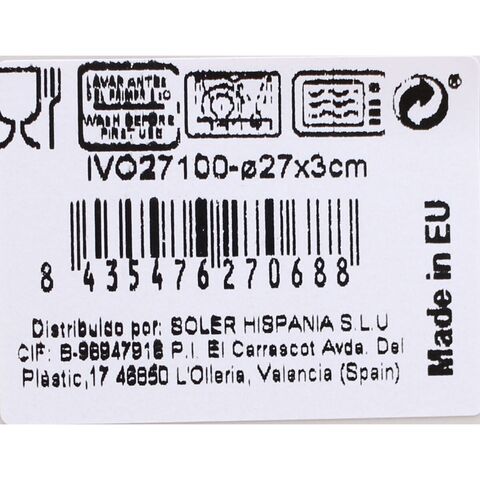 LAVAR ANTES
DEL PRIMER USO
WASH BEFORE
FIRST USE
®
IVO27100-ø27x3cm
8 435476 270688
Made in EU
Distribuido por: SOLER HISPANIA S.L.U
CIF: B-96947916 P.I. El Carrascot Avda. Del
Plàstic,17 46850 L'Olleria, Valencia (Spain)